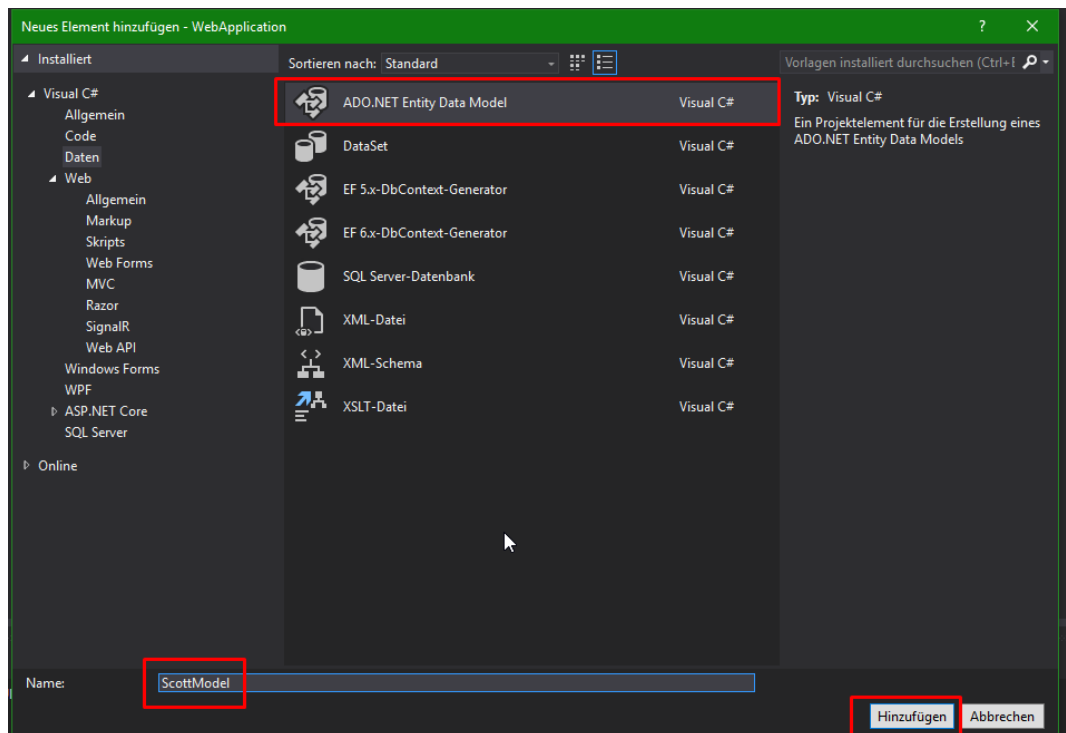 Neues Element hinzufügen - WebApplication
Installiert
Visual C#
Allgemein
Code
Daten
Web
Allgemein
Markup
Skripts
Web Forms
MVC
Razor
SignalR
Web API
Windows Forms
WPF
ASP.NET Core
SQL Server
Online
Sortieren nach: Standard
ADO.NET Entity Data Model Visual C#
DataSet Visual C#
EF 5.x-DbContext-Generator Visual C#
EF 6.x-DbContext-Generator Visual C#
SQL Server-Datenbank Visual C#
XML-Datei Visual C#
XML-Schema Visual C#
XSLT-Datei Visual C#
Vorlagen installiert durchsuchen (Ctrl+E
Typ: Visual C#
Ein Projektelement für die Erstellung eines
ADO.NET Entity Data Models
Name: ScottModel
Hinzufügen Abbrechen